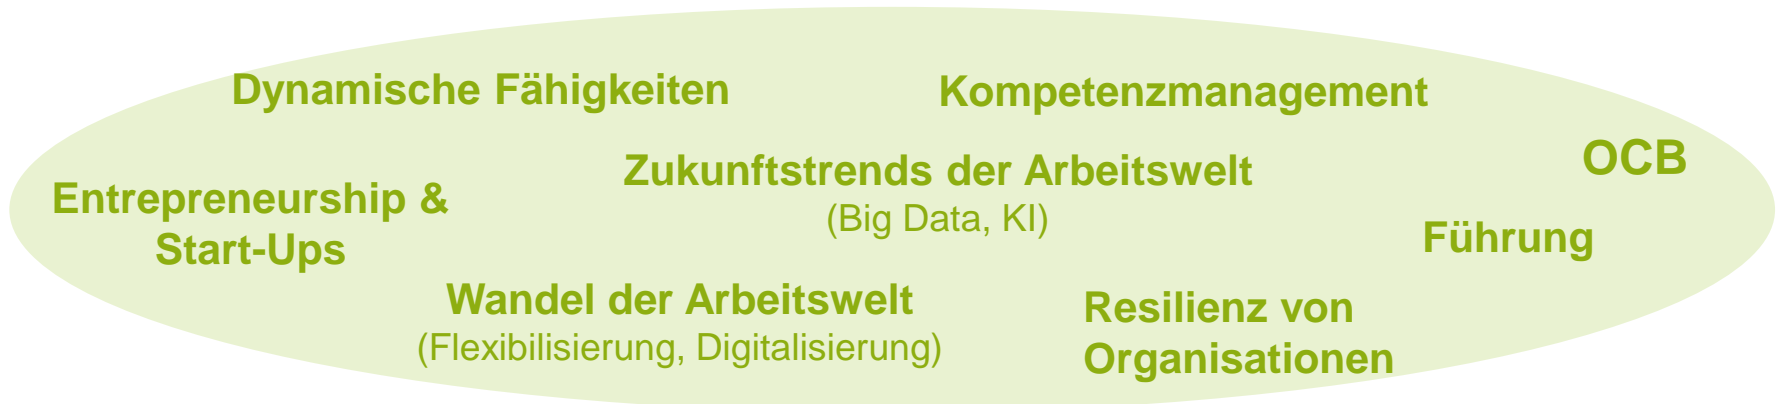 Dynamische Fähigkeiten
Kompetenzmanagement
OCB
Zukunftstrends der Arbeitswelt
(Big Data, KI)
Entrepreneurship &
Start-Ups
Führung
Wandel der Arbeitswelt
(Flexibilisierung, Digitalisierung)
Resilienz von
Organisationen